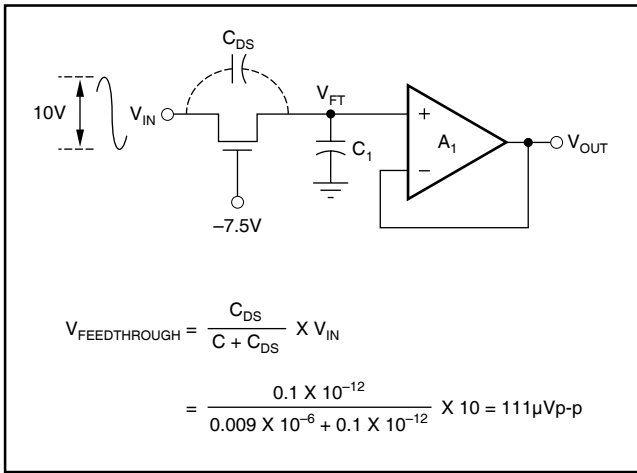 C_DS
10V
V_IN
V_FT
+
A_1
−
C_1
V_OUT
–7.5V
V_FEEDTHROUGH = C_DS / (C + C_DS) X V_IN
= 0.1 X 10^–12 / (0.009 X 10^–6 + 0.1 X 10^–12) X 10 = 111µVp-p